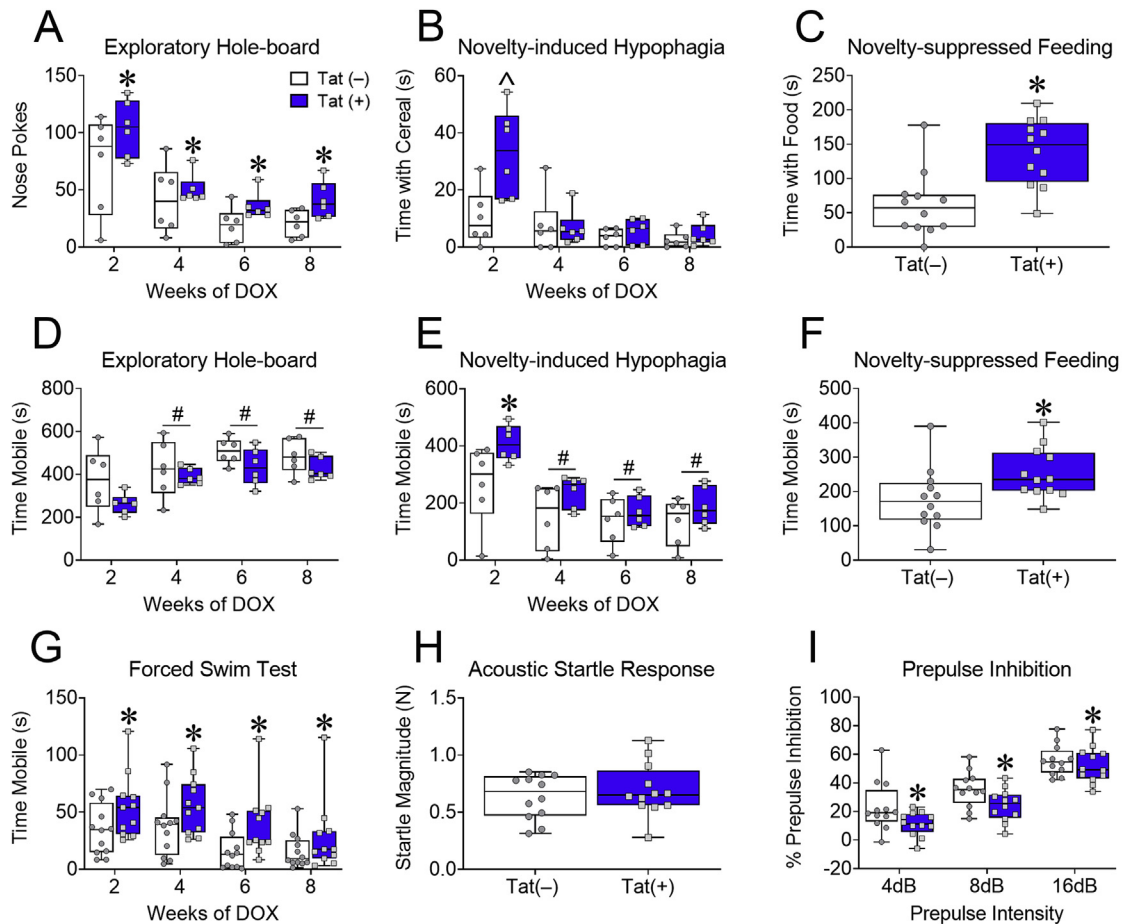 A
Exploratory Hole-board
Nose Pokes
150
100
50
0
*
*
*
*
Tat (–)
Tat (+)
2
4
6
8
Weeks of DOX
B
Novelty-induced Hypophagia
Time with Cereal (s)
60
40
20
0
^
2
4
6
8
Weeks of DOX
C
Novelty-suppressed Feeding
Time with Food (s)
250
200
150
100
50
0
*
Tat(–)
Tat(+)
D
Exploratory Hole-board
Time Mobile (s)
800
600
400
200
0
#
#
#
2
4
6
8
Weeks of DOX
E
Novelty-induced Hypophagia
Time Mobile (s)
600
400
200
0
*
#
#
#
2
4
6
8
Weeks of DOX
F
Novelty-suppressed Feeding
Time Mobile (s)
500
400
300
200
100
0
*
Tat(–)
Tat(+)
G
Forced Swim Test
Time Mobile (s)
150
100
50
0
*
*
*
*
2
4
6
8
Weeks of DOX
H
Acoustic Startle Response
Startle Magnitude (N)
1.5
1.0
0.5
0.0
Tat(–)
Tat(+)
I
Prepulse Inhibition
% Prepulse Inhibition
100
80
60
40
20
0
-20
*
*
*
4dB
8dB
16dB
Prepulse Intensity